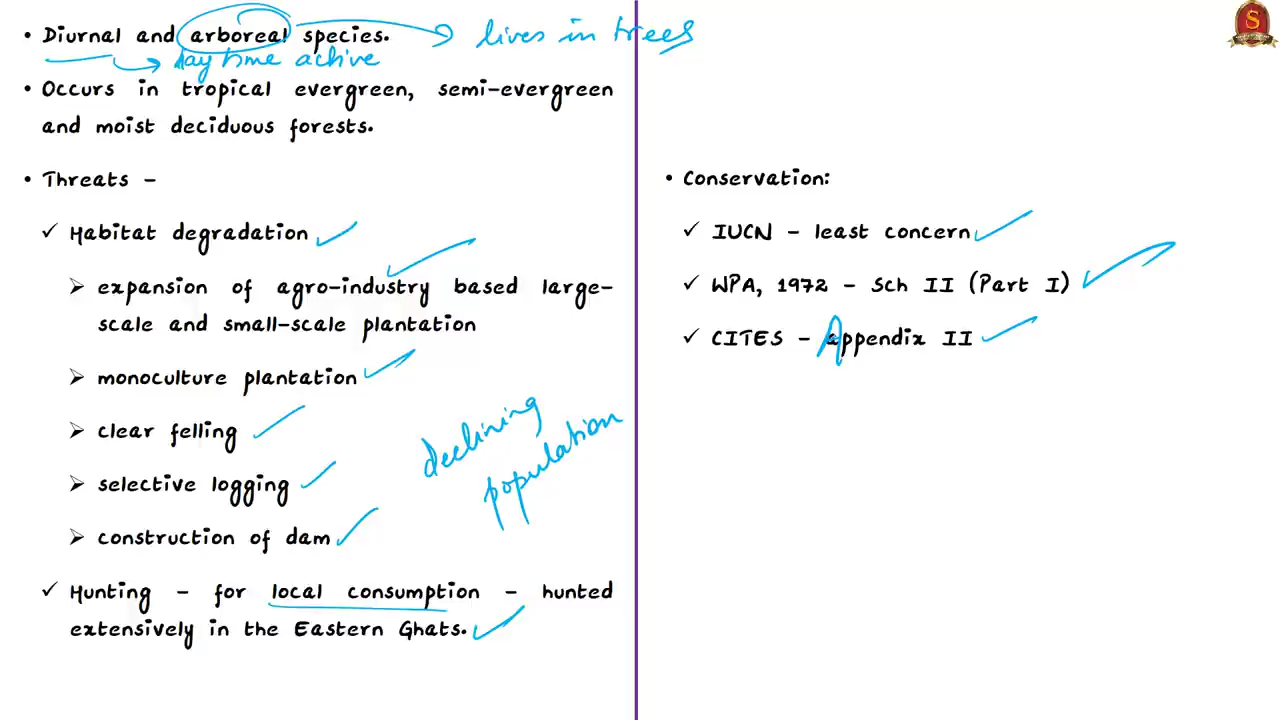 • Diurnal and arboreal species. lives in trees
day time active
• Occurs in tropical evergreen, semi-evergreen
and moist deciduous forests.
• Threats -
✓ Habitat degradation
➢ expansion of agro-industry based large-
scale and small-scale plantation
➢ monoculture plantation
➢ clear felling
➢ selective logging
➢ construction of dam
Declining
population
✓ Hunting - for local consumption - hunted
extensively in the Eastern Ghats.
• Conservation:
✓ IUCN - least concern
✓ WPA, 1972 - Sch II (Part I)
✓ CITES - Appendix II
S